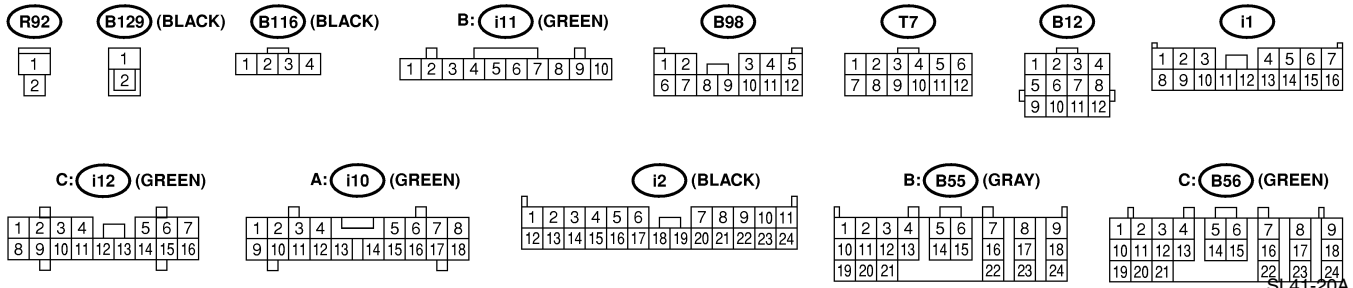 R92 B129 (BLACK) B116 (BLACK) B: i11 (GREEN) B98 T7 B12 i1
1 1 1 2 3 4 1 2 3 4 5 6 7 8 9 10 1 2 3 4 5 1 2 3 4 5 6 1 2 3 4 1 2 3 4 5 6 7
2 2 6 7 8 9 10 11 12 7 8 9 10 11 12 5 6 7 8 8 9 10 11 12 13 14 15 16
9 10 11 12
C: i12 (GREEN) A: i10 (GREEN) i2 (BLACK) B: B55 (GRAY) C: B56 (GREEN)
1 2 3 4 5 6 7 1 2 3 4 5 6 7 8 1 2 3 4 5 6 7 8 9 10 11 1 2 3 4 5 6 7 8 9 1 2 3 4 5 6 7 8 9
8 9 10 11 12 13 14 15 16 9 10 11 12 13 14 15 16 17 18 12 13 14 15 16 17 18 19 20 21 22 23 24 10 11 12 13 14 15 16 17 18 10 11 12 13 14 15 16 17 18
19 20 21 22 23 24 19 20 21 22 23 24
SL41-20A